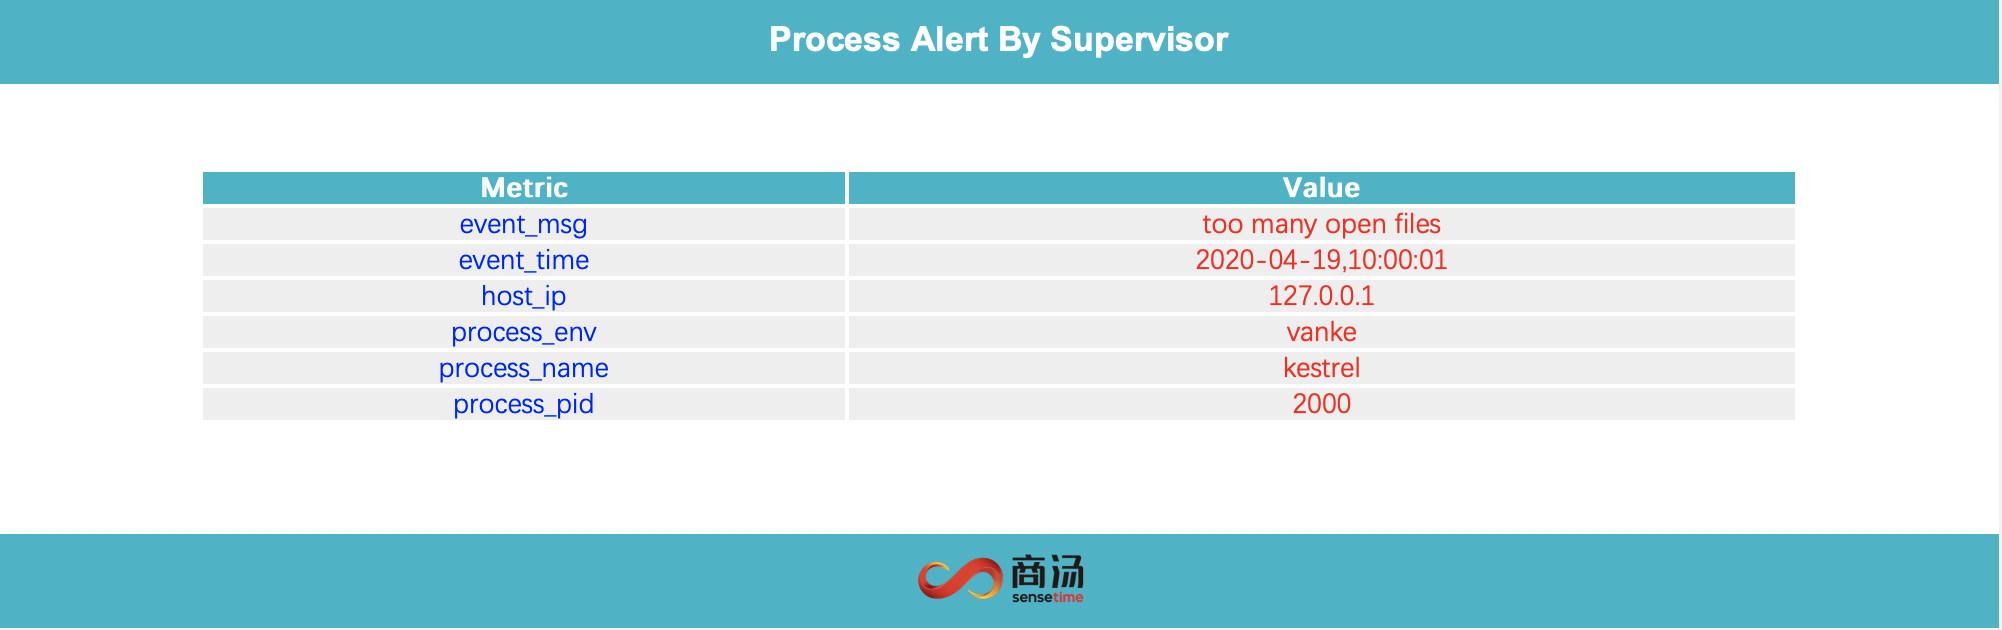 Process Alert By Supervisor
Metric Value
event_msg too many open files
event_time 2020-04-19,10:00:01
host_ip 127.0.0.1
process_env vanke
process_name kestrel
process_pid 2000
商汤
sensetime